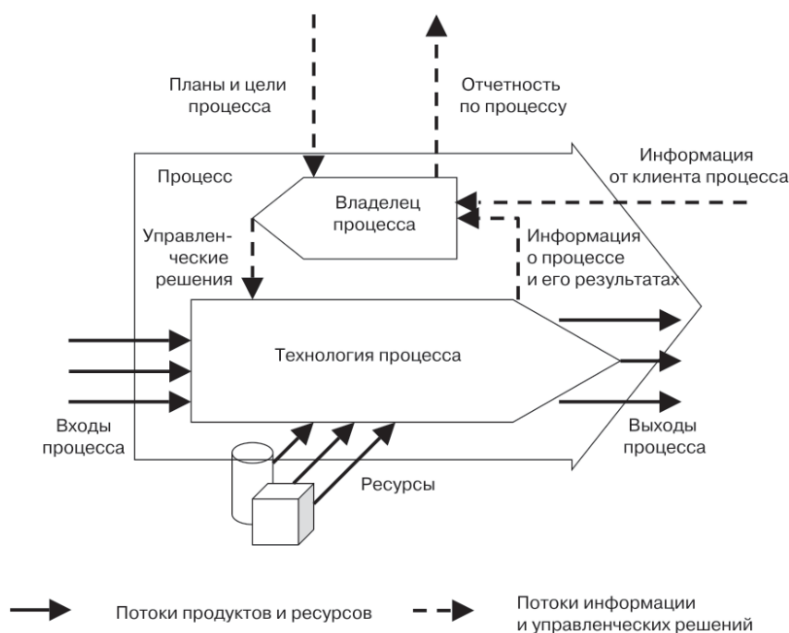 Планы и цели
процесса
Отчетность
по процессу
Информация
от клиента процесса
Процесс
Владелец
процесса
Управлен-
ческие
решения
Информация
о процессе
и его результатах
Технология процесса
Входы
процесса
Выходы
процесса
Ресурсы
Потоки продуктов и ресурсов
Потоки информации
и управленческих решений